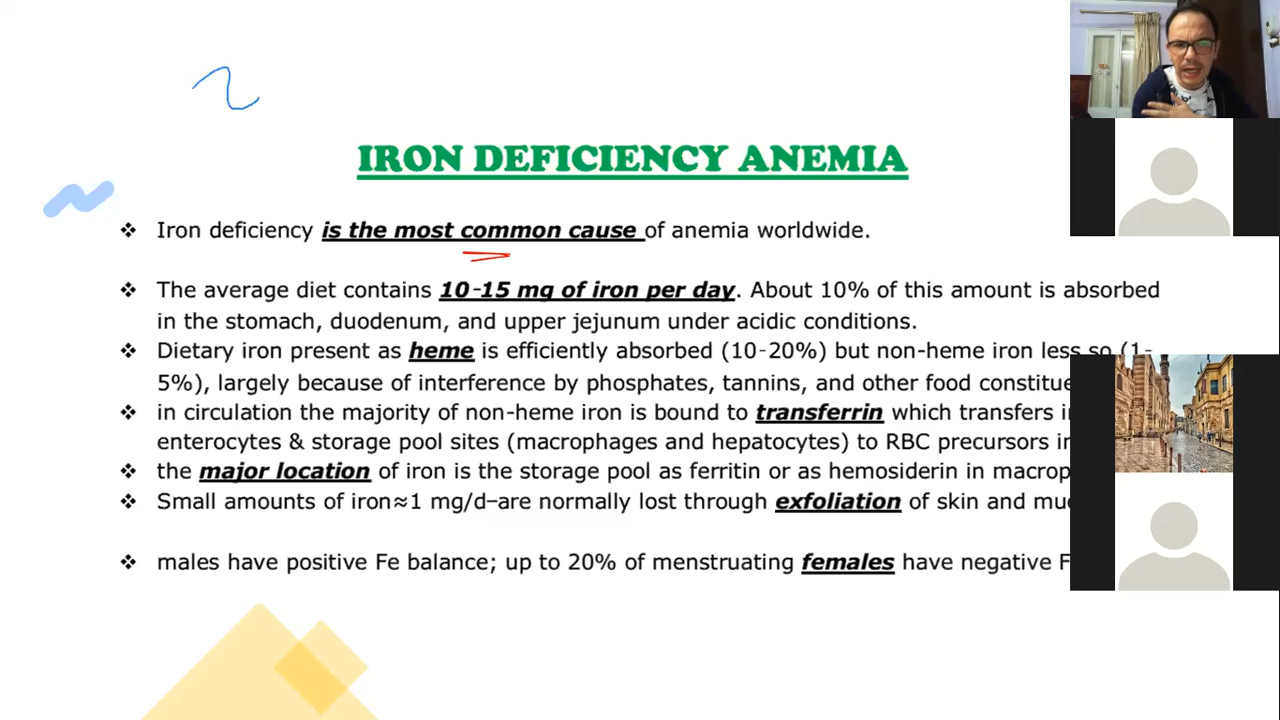 IRON DEFICIENCY ANEMIA
❖ Iron deficiency is the most common cause of anemia worldwide.
❖ The average diet contains 10-15 mg of iron per day. About 10% of this amount is absorbed
in the stomach, duodenum, and upper jejunum under acidic conditions.
❖ Dietary iron present as heme is efficiently absorbed (10-20%) but non-heme iron less so (1-
5%), largely because of interference by phosphates, tannins, and other food
❖ in circulation the majority of non-heme iron is bound to transferrin which transfers
enterocytes & storage pool sites (macrophages and hepatocytes) to RBC precursors
❖ the major location of iron is the storage pool as ferritin or as hemosiderin in
❖ Small amounts of iron≈1 mg/d–are normally lost through exfoliation of skin and
❖ males have positive Fe balance; up to 20% of menstruating females have negative